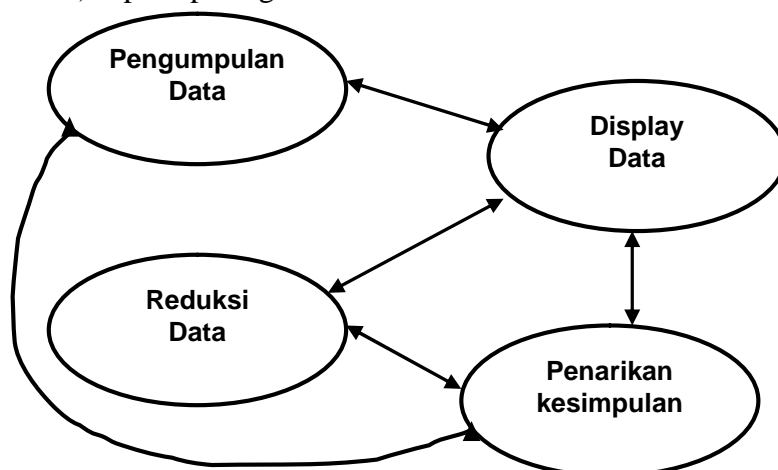 Pengumpulan
Data
Display
Data
Reduksi
Data
Penarikan
kesimpulan